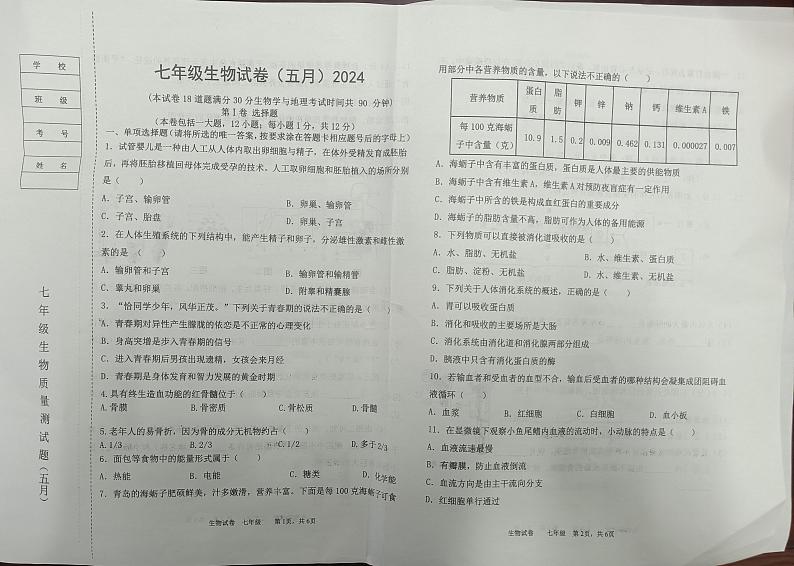 学 校
班 级
考 号
姓 名
七年级生物质量测试题（五月）
七年级生物试卷（五月）2024
（本试卷18道题满分30分生物学与地理考试时间共 90 分钟）
第Ⅰ卷 选择题
（本卷包括一大题，12小题；每小题1分，共12分）
一、单项选择题(请将所选的唯一答案,按要求涂在答题卡相应题号后的字母上)
1．试管婴儿是一种由人工从人体内取出卵细胞与精子，在体外受精发育成胚胎
后，再将胚胎移植回母体完成受孕的技术。人工取卵细胞和胚胎植入的场所分别
是（ ）
A．子宫、输卵管 B．卵巢、输卵管
C．子宫、胎盘 D．卵巢、子宫
2．在人体生殖系统的下列结构中，能产生精子和卵子，分泌雄性激素和雌性激
素的是（ ）
A．输卵管和子宫 B．输卵管和输精管
C．睾丸和卵巢 D．附睾和精囊腺
3．“恰同学少年，风华正茂。”下列关于青春期的说法不正确的是（ ）
A．青春期对异性产生朦胧的依恋是不正常的心理变化
B．身高突增是步入青春期的信号
C．进入青春期后男孩出现遗精，女孩会来月经
D．青春期是身体发育和智力发展的黄金时期
4.具有终生造血功能的红骨髓位于（ ）
A.骨膜 B.骨密质 C.骨松质 D.骨髓
5.老年人的易骨折，因为骨的成分无机物约占（ ）
A.1/3 B.2/3 C.1/2 D.多于2/3
6．面包等食物中的能量形式属于（ ）
A．热能 B．电能 C．糖类 D．化学能
7．青岛的海蛎子肥硕鲜美，汁多嫩滑，营养丰富。下面是每100克海蛎子可食
生物试卷 七年级 第1页，共6页
用部分中各营养物质的含量，以下说法不正确的（ ）
营养物质 蛋白质 脂肪 钾 锌 钠 钙 维生素A 铁
每100克海蛎子中含量（克） 10.9 1.5 0.2 0.009 0.462 0.131 0.000027 0.007
A．海蛎子中含有丰富的蛋白质，蛋白质是人体最主要的供能物质
B．海蛎子中含有维生素A，维生素A对预防夜盲症有一定作用
C．海蛎子中所含的铁是构成血红蛋白的重要成分
D．海蛎子的脂肪含量不高，脂肪可作为人体的备用能源
8．下列物质可以直接被消化道吸收的是（ ）
A．水、脂肪、无机盐 B．水、维生素、蛋白质
C．脂肪、淀粉、无机盐 D．水、维生素、无机盐
9．下列关于人体消化系统的概述，正确的是（ ）
A．胃可以吸收蛋白质
B．消化和吸收的主要场所是大肠
C．消化系统由消化道和消化腺两部分组成
D．胰液中只含有消化蛋白质的酶
10．若输血者和受血者的血型不合，输血后受血者的哪种结构会凝集成团阻碍血
液循环（ ）
A．血浆 B．红细胞 C．白细胞 D．血小板
11．在显微镜下观察小鱼尾鳍内血液的流动时，小动脉的特点是（ ）
A．血液流速最慢
B．有瓣膜，防止血液倒流
C．血流方向是由主干流向分支
D．红细胞单行通过
生物试卷 七年级 第2页，共6页